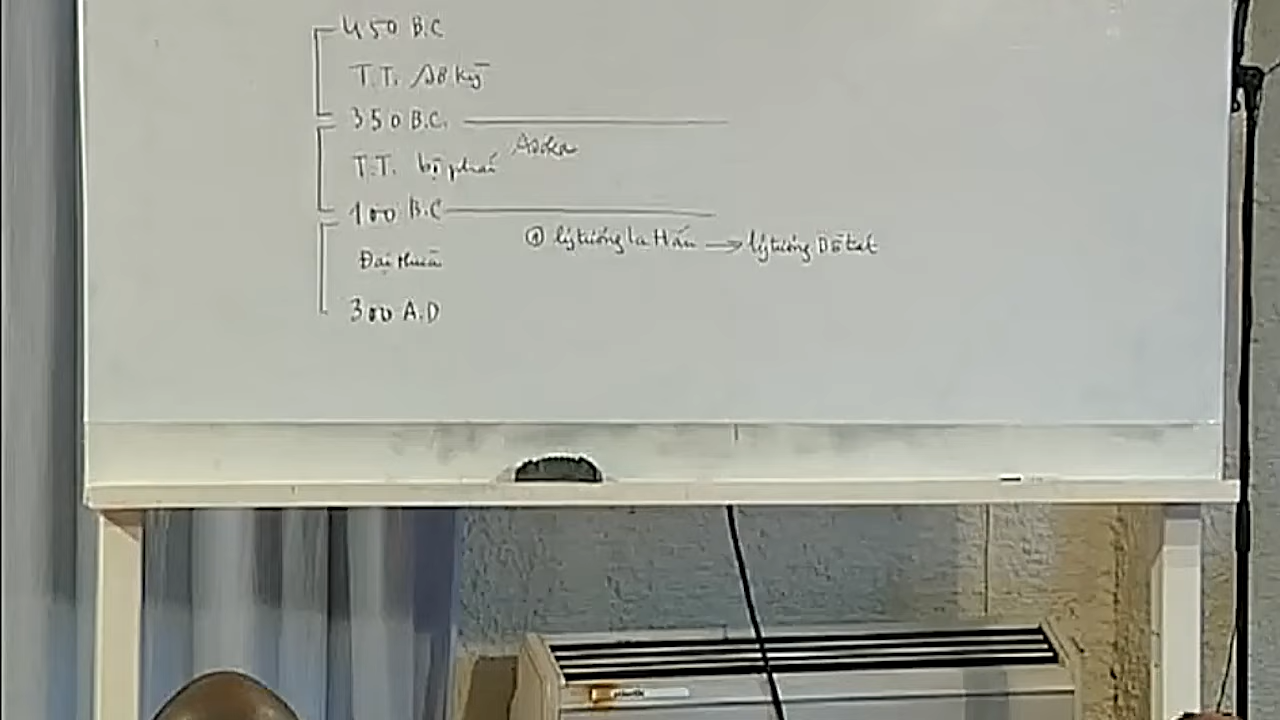 450 B.C
T.T. Sơ kỳ
350 B.C.
Asoka
T.T. bộ phái
100 B.C
① lý tưởng La Hán → lý tưởng Bồ tát
Đại thừa
300 A.D